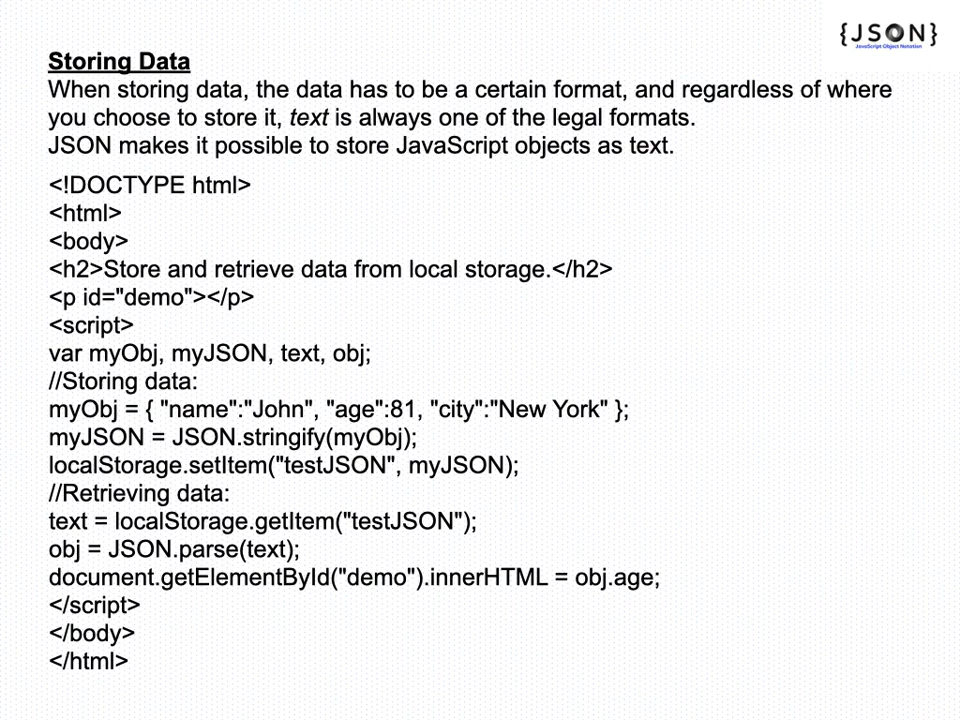 {JSON}
JavaScript Object Notation
Storing Data
When storing data, the data has to be a certain format, and regardless of where
you choose to store it, text is always one of the legal formats.
JSON makes it possible to store JavaScript objects as text.
<!DOCTYPE html>
<html>
<body>
<h2>Store and retrieve data from local storage.</h2>
<p id="demo"></p>
<script>
var myObj, myJSON, text, obj;
//Storing data:
myObj = { "name":"John", "age":81, "city":"New York" };
myJSON = JSON.stringify(myObj);
localStorage.setItem("testJSON", myJSON);
//Retrieving data:
text = localStorage.getItem("testJSON");
obj = JSON.parse(text);
document.getElementById("demo").innerHTML = obj.age;
</script>
</body>
</html>